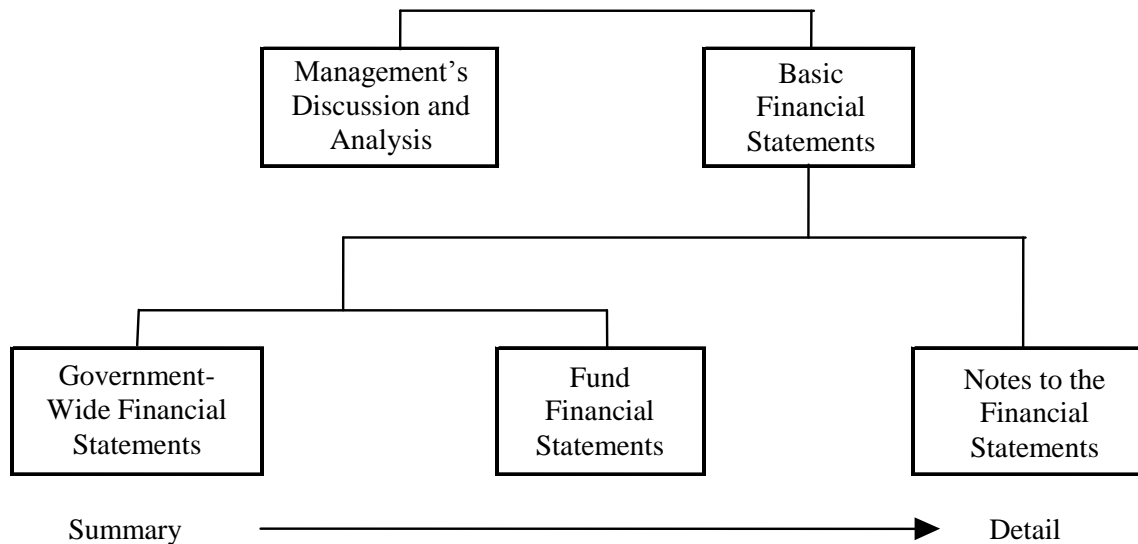 Management’s
Discussion and
Analysis
Basic
Financial
Statements
Government-
Wide Financial
Statements
Fund
Financial
Statements
Notes to the
Financial
Statements
Summary
Detail